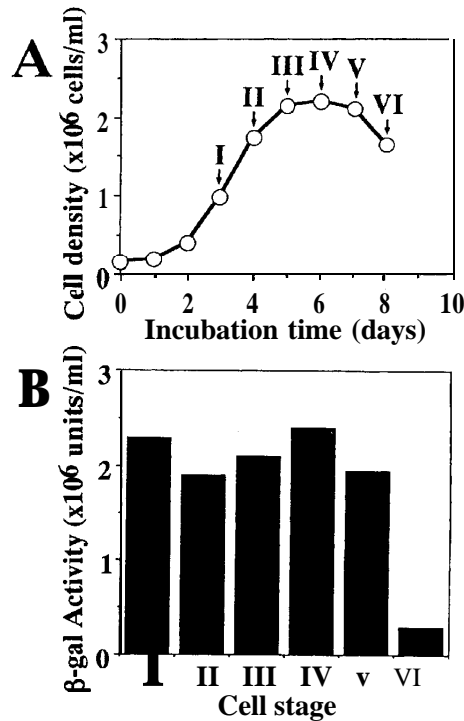 A
Cell density (x10⁶ cells/ml)
3
2
1
0
I
II
III
IV
V
VI
0 2 4 6 8 10
Incubation time (days)
B
β-gal Activity (x10⁶ units/ml)
3
2
1
0
I II III IV v VI
Cell stage